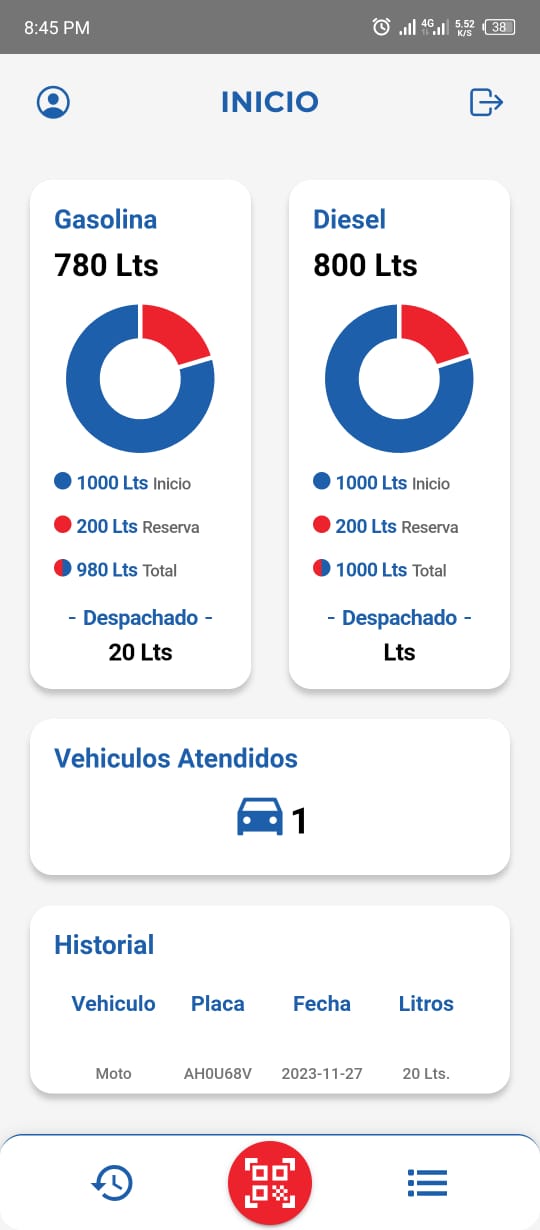 8:45 PM 4G 5.52 K/S 38
INICIO
Gasolina
780 Lts
1000 Lts Inicio
200 Lts Reserva
980 Lts Total
- Despachado -
20 Lts
Diesel
800 Lts
1000 Lts Inicio
200 Lts Reserva
1000 Lts Total
- Despachado -
Lts
Vehiculos Atendidos
1
Historial
Vehiculo Placa Fecha Litros
Moto AH0U68V 2023-11-27 20 Lts.